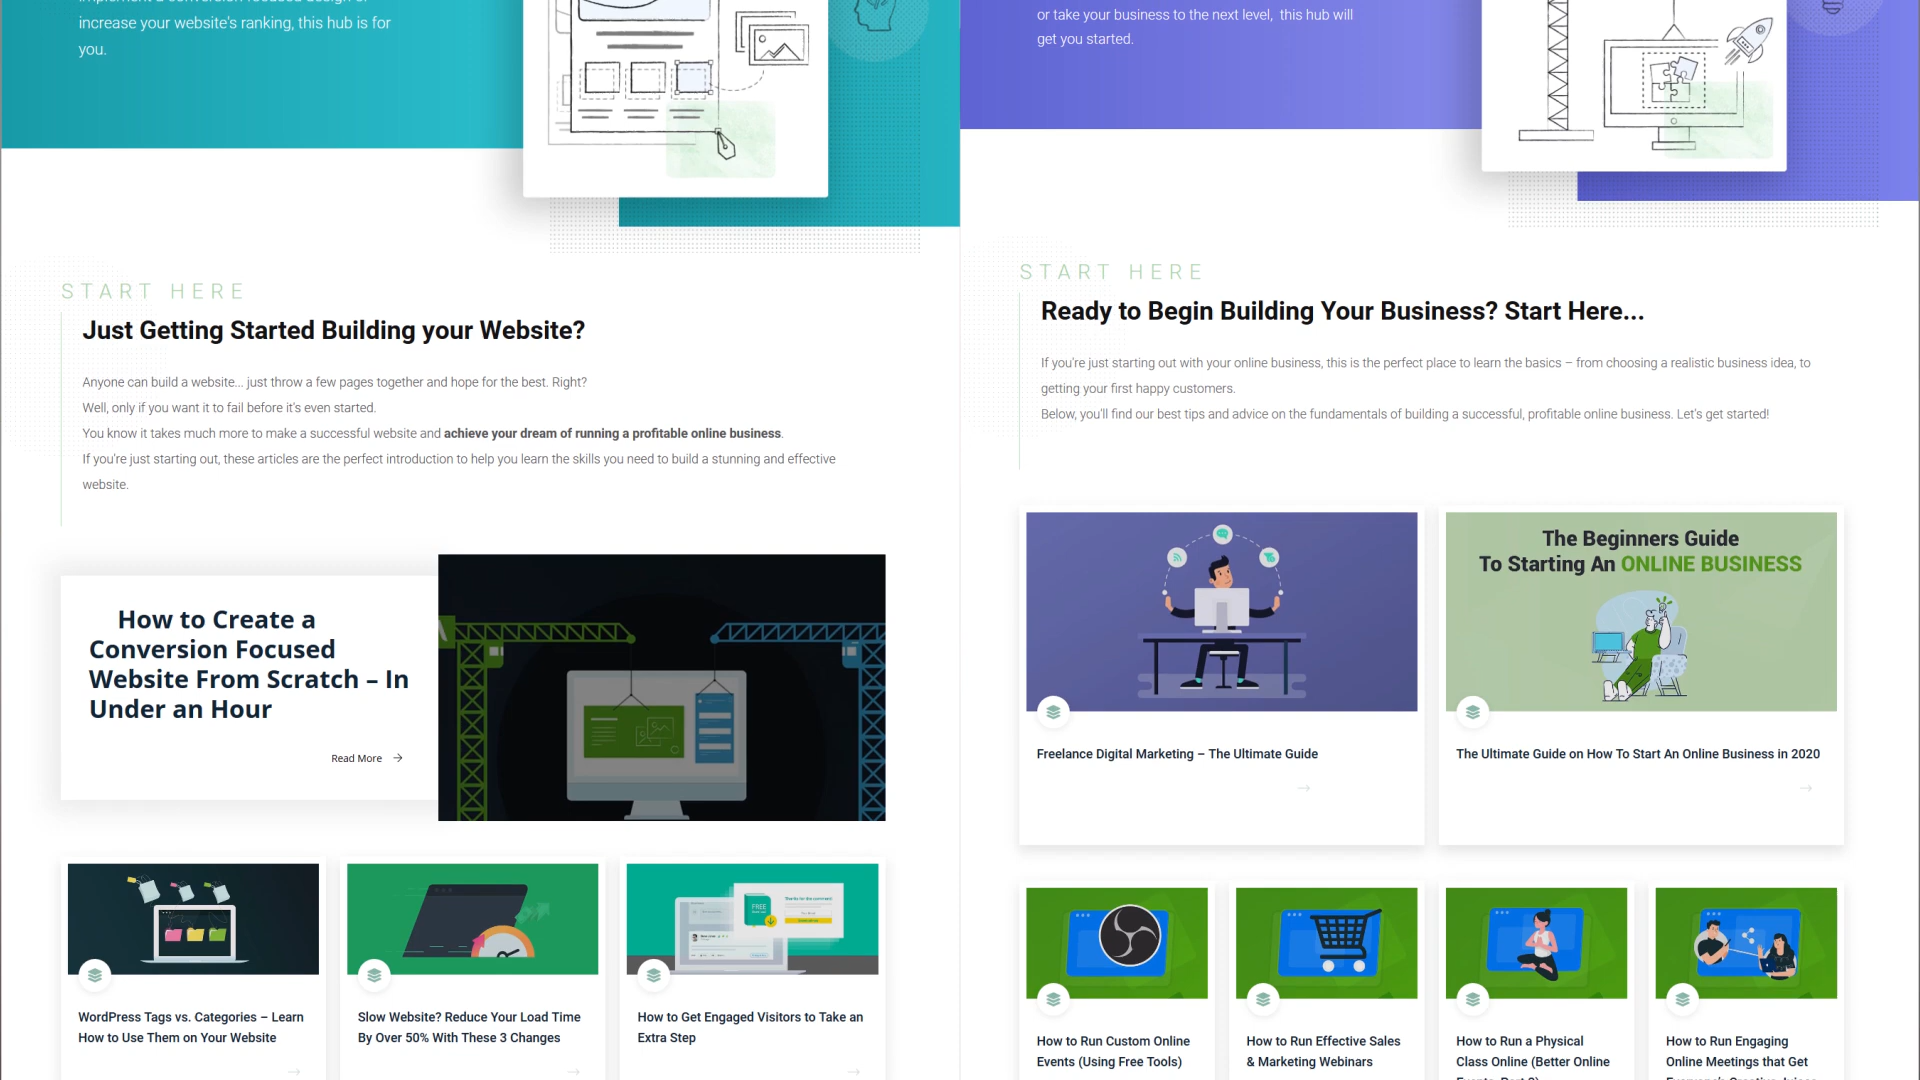 increase your website's ranking, this hub is for
you.
or take your business to the next level, this hub will
get you started.
START HERE
Just Getting Started Building your Website?
Anyone can build a website... just throw a few pages together and hope for the best. Right?
Well, only if you want it to fail before it's even started.
You know it takes much more to make a successful website and achieve your dream of running a profitable online business.
If you're just starting out, these articles are the perfect introduction to help you learn the skills you need to build a stunning and effective
website.
How to Create a
Conversion Focused
Website From Scratch – In
Under an Hour
Read More
WordPress Tags vs. Categories – Learn
How to Use Them on Your Website
Slow Website? Reduce Your Load Time
By Over 50% With These 3 Changes
FREE
How to Get Engaged Visitors to Take an
Extra Step
START HERE
Ready to Begin Building Your Business? Start Here...
If you're just starting out with your online business, this is the perfect place to learn the basics – from choosing a realistic business idea, to
getting your first happy customers.
Below, you'll find our best tips and advice on the fundamentals of building a successful, profitable online business. Let's get started!
Freelance Digital Marketing – The Ultimate Guide
The Beginners Guide
To Starting An ONLINE BUSINESS
The Ultimate Guide on How To Start An Online Business in 2020
How to Run Custom Online
Events (Using Free Tools)
How to Run Effective Sales
& Marketing Webinars
How to Run a Physical
Class Online (Better Online
How to Run Engaging
Online Meetings that Get